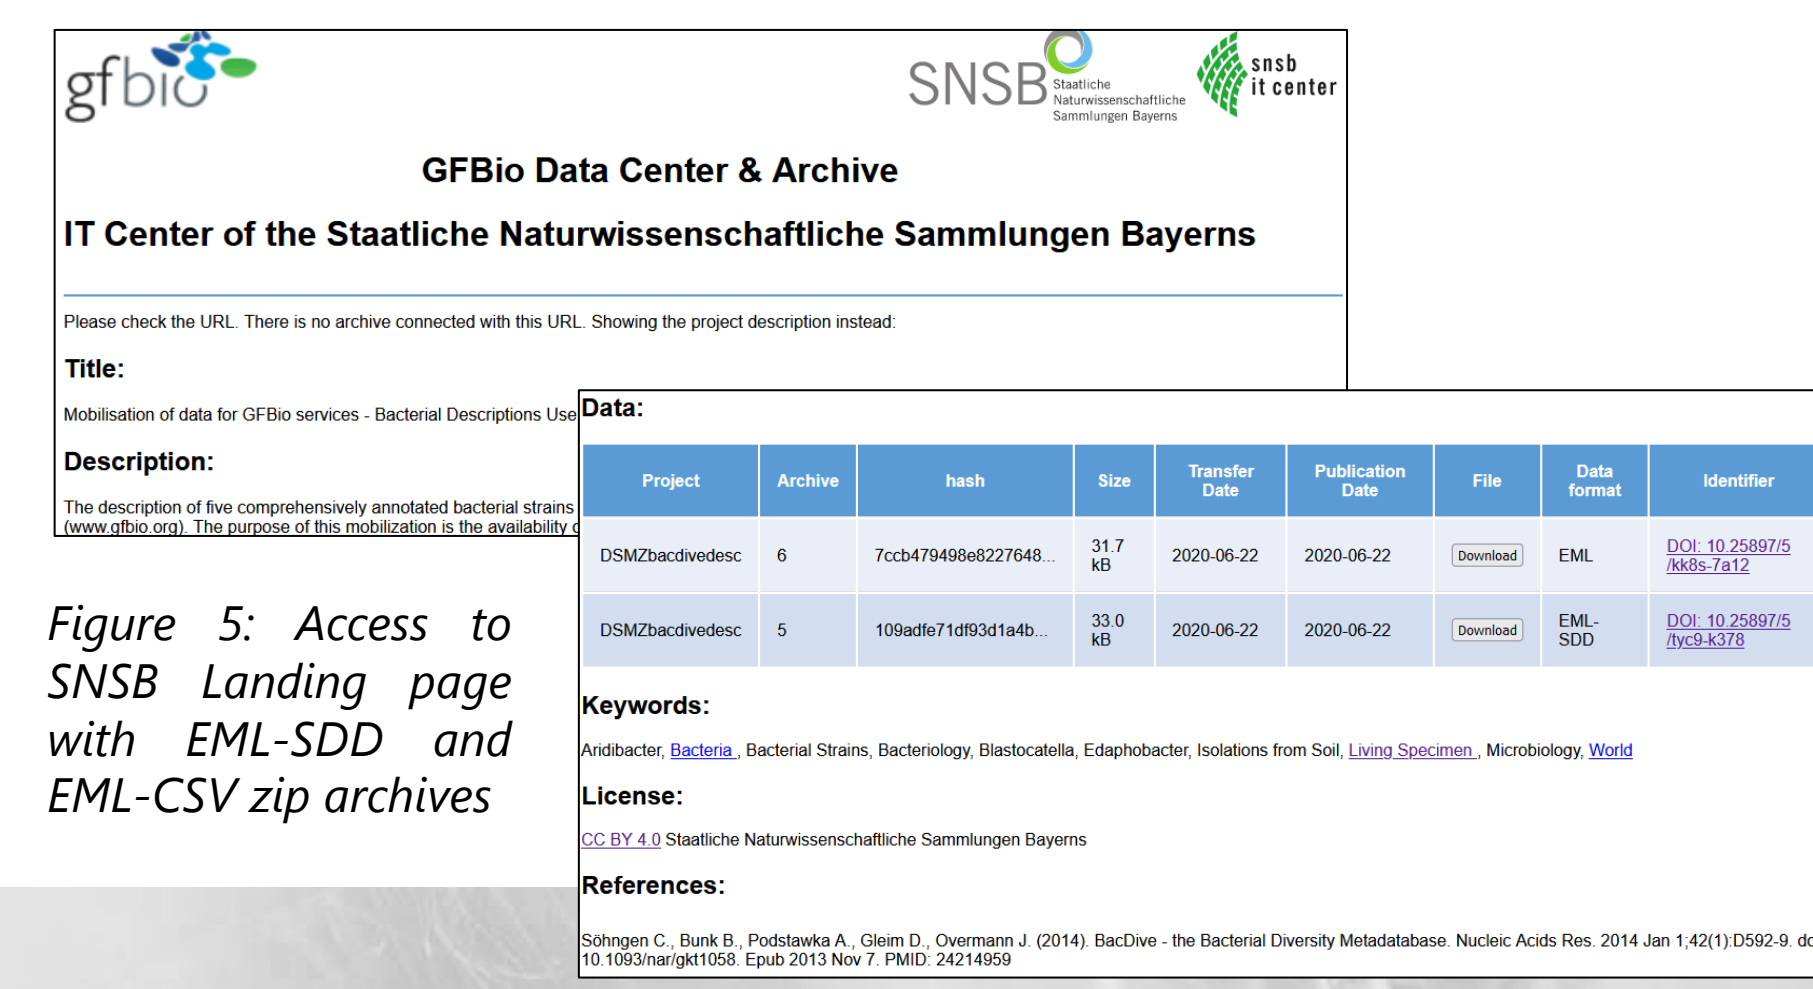 gfbio
SNSB
Staatliche
Naturwissenschaftliche
Sammlungen Bayerns
snsb
it center
GFBio Data Center & Archive
IT Center of the Staatliche Naturwissenschaftliche Sammlungen Bayerns
Please check the URL. There is no archive connected with this URL. Showing the project description instead:
Title:
Mobilisation of data for GFBio services - Bacterial Descriptions Use
Description:
The description of five comprehensively annotated bacterial strains
(www.gfbio.org). The purpose of this mobilization is the availability
Data:
Project Archive hash Size Transfer Date Publication Date File Data format Identifier
DSMZbacdivedesc 6 7ccb479498e8227648... 31.7 kB 2020-06-22 2020-06-22 Download EML DOI: 10.25897/5
/kk8s-7a12
DSMZbacdivedesc 5 109adfe71df93d1a4b... 33.0 kB 2020-06-22 2020-06-22 Download EML-SDD DOI: 10.25897/5
/tyc9-k378
Keywords:
Aridibacter, Bacteria , Bacterial Strains, Bacteriology, Blastocatella, Edaphobacter, Isolations from Soil, Living Specimen , Microbiology, World
License:
CC BY 4.0 Staatliche Naturwissenschaftliche Sammlungen Bayerns
References:
Söhngen C., Bunk B., Podstawka A., Gleim D., Overmann J. (2014). BacDive - the Bacterial Diversity Metadatabase. Nucleic Acids Res. 2014 Jan 1;42(1):D592-9.
10.1093/nar/gkt1058. Epub 2013 Nov 7. PMID: 24214959
Figure 5: Access to
SNSB Landing page
with EML-SDD and
EML-CSV zip archives